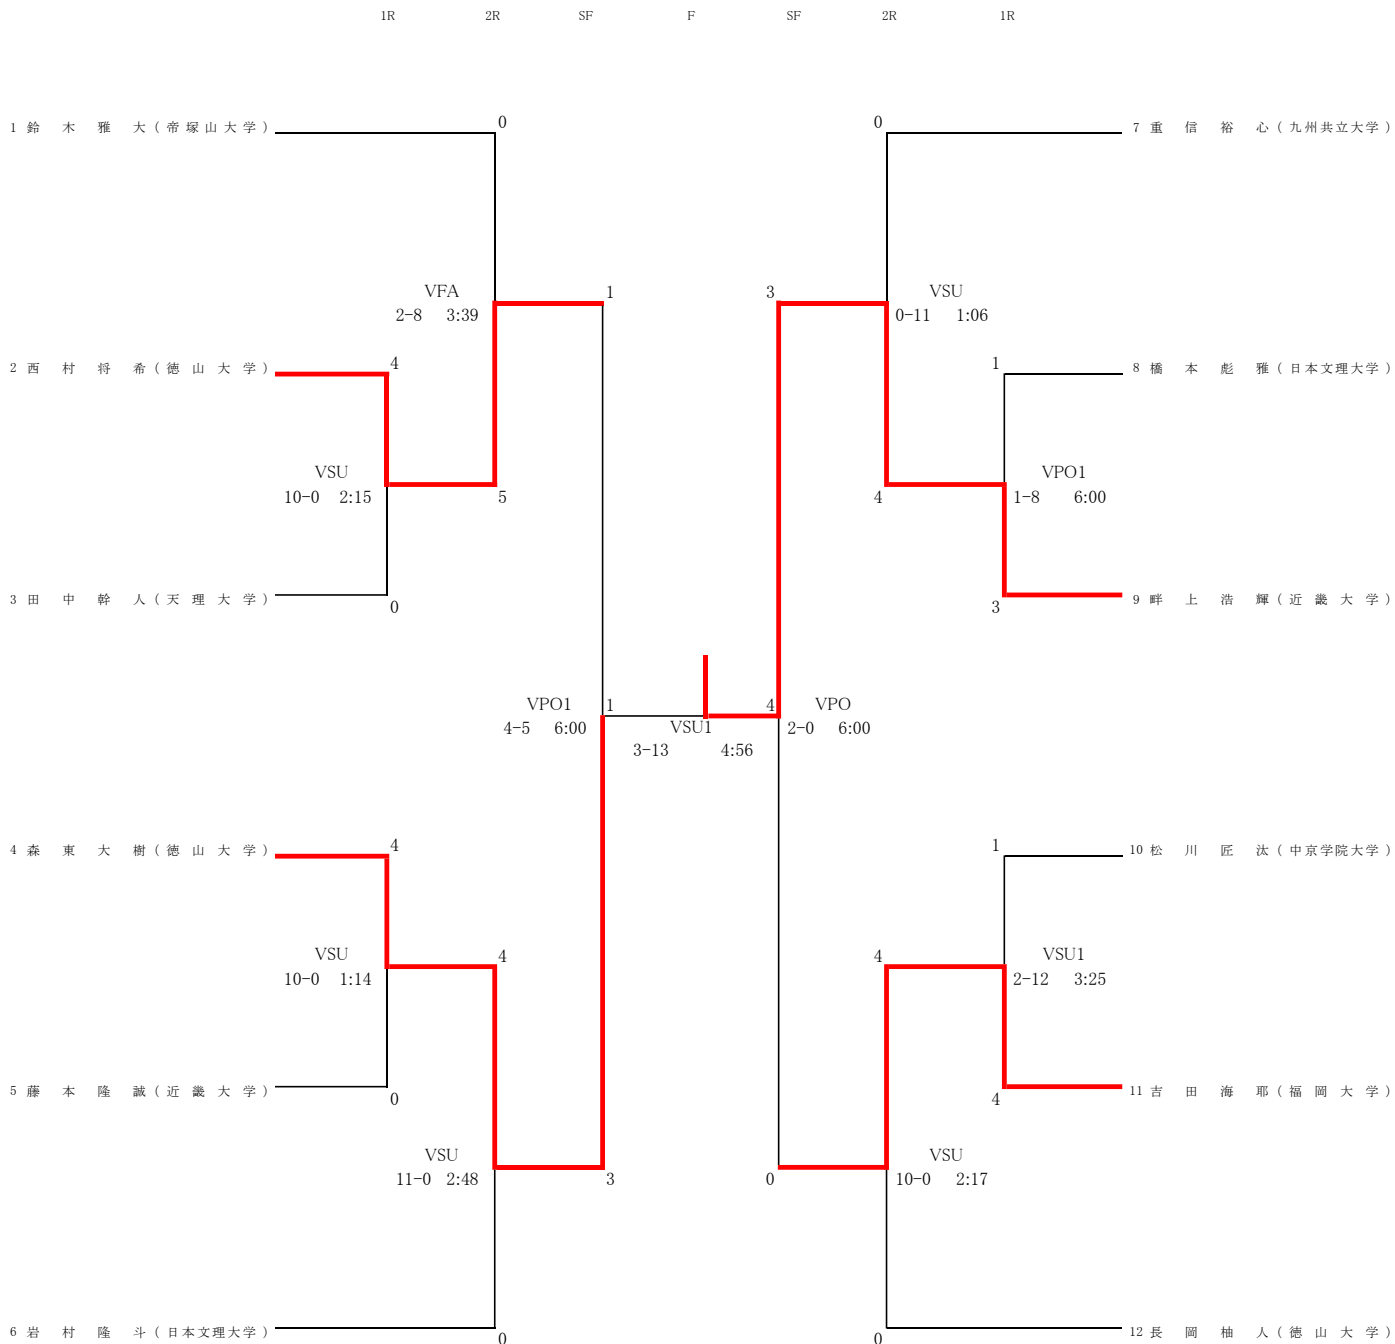 1R 2R SF F SF 2R 1R
0 0
1 鈴木雅大(帝塚山大学) 7 重信裕心(九州共立大学)
VFA 1 3 VSU
2-8 3:39 0-11 1:06
4 1
2 西村将希(徳山大学) 8 橋本彪雅(日本文理大学)
VSU VPO1
10-0 2:15 5 4 1-8 6:00
3 田中幹人(天理大学) 9 畔上浩輝(近畿大学)
0 3
VPO1 1 4 VPO
4-5 6:00 VSU1 2-0 6:00
3-13 4:56
4 1
4 森東大樹(徳山大学) 10 松川匠汰(中京学院大学)
VSU 4 4 VSU1
10-0 1:14 2-12 3:25
5 藤本隆誠(近畿大学) 11 吉田海耶(福岡大学)
0 4
VSU VSU
11-0 2:48 3 0 10-0 2:17
6 岩村隆斗(日本文理大学) 12 長岡柚人(徳山大学)
0 0